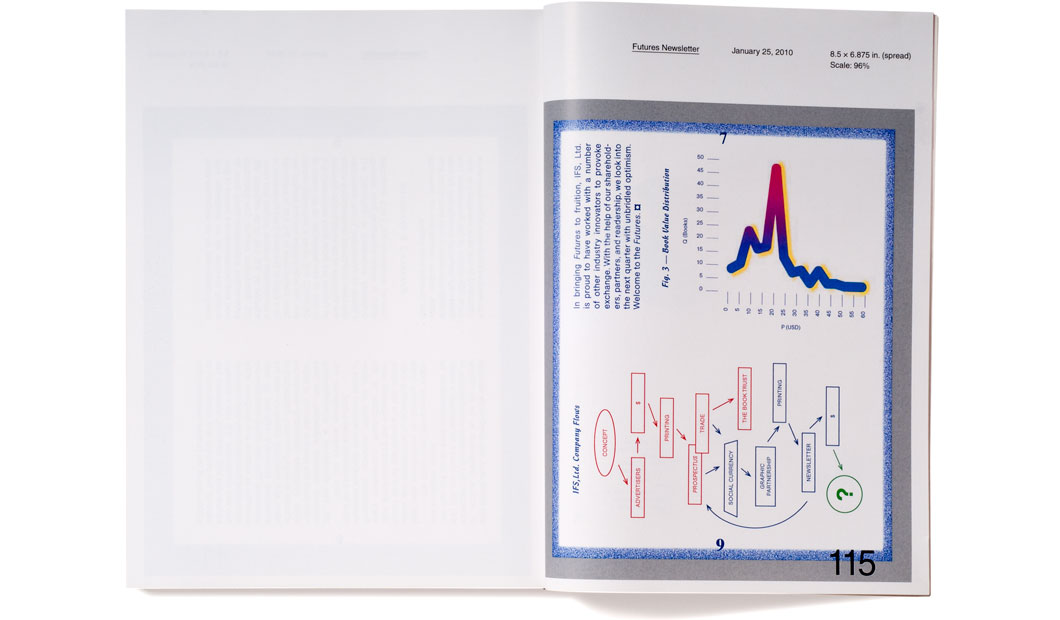 Futures Newsletter
January 25, 2010
8.5 × 6.875 in. (spread)
Scale: 96%
7
In bringing Futures to fruition, IFS, Ltd.
is proud to have worked with a number
of other industry innovators to provoke
exchange. With the help of our sharehold-
ers, partners, and readership, we look into
the next quarter with unbridled optimism.
Welcome to the Futures.
Fig. 3 — Book Value Distribution
Q (Books)
50
45
40
35
30
25
20
15
10
5
0
0
5
10
15
20
25
30
35
40
45
50
55
60
P (USD)
IFS, Ltd. Company Flows
CONCEPT
ADVERTISERS
$
PRINTING
PROSPECTUS
TRADE
THE BOOK TRUST
SOCIAL CURRENCY
GRAPHIC
PARTNERSHIP
PRINTING
NEWSLETTER
$
?
9
115